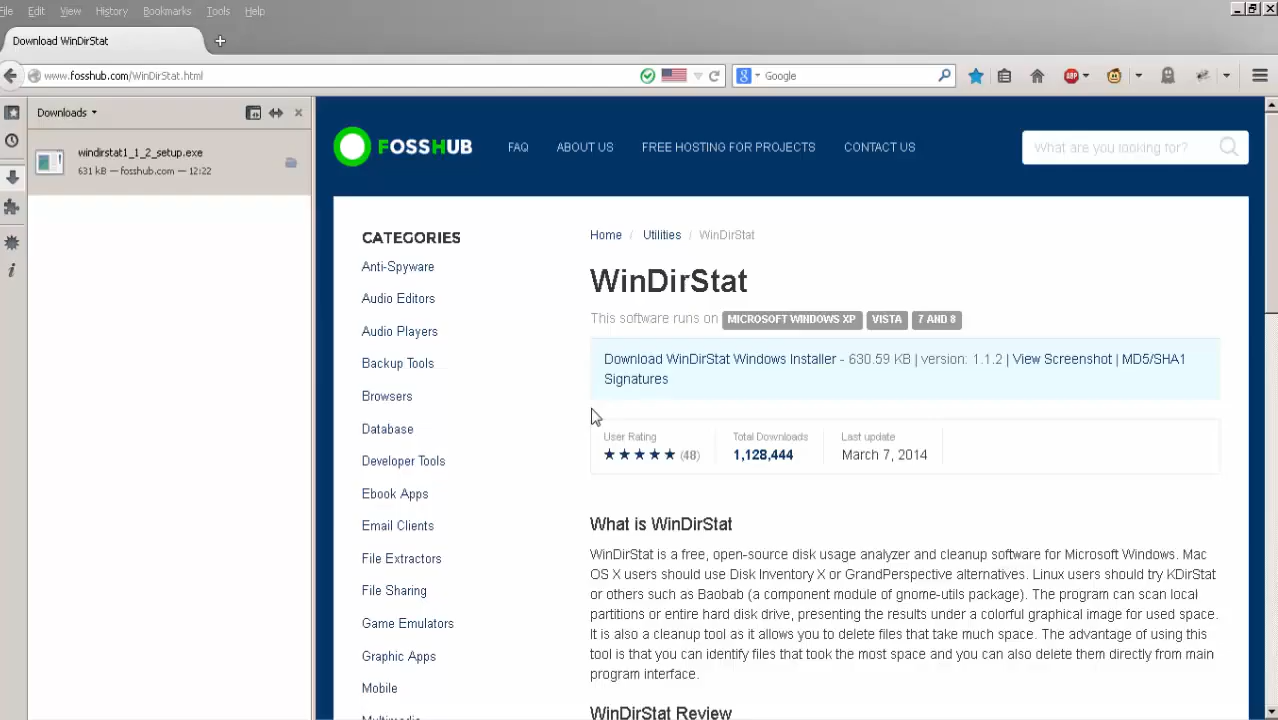 File Edit View History Bookmarks Tools Help
Download WinDirStat
www.fosshub.com/WinDirStat.html
Google
ABP
Downloads
windirstat1_1_2_setup.exe
631 kB — fosshub.com — 12:22
FOSSHUB
FAQ ABOUT US FREE HOSTING FOR PROJECTS CONTACT US
What are you looking for?
CATEGORIES
Anti-Spyware
Audio Editors
Audio Players
Backup Tools
Browsers
Database
Developer Tools
Ebook Apps
Email Clients
File Extractors
File Sharing
Game Emulators
Graphic Apps
Mobile
Multimedia
Home / Utilities / WinDirStat
WinDirStat
This software runs on MICROSOFT WINDOWS XP VISTA 7 AND 8
Download WinDirStat Windows Installer - 630.59 KB | version: 1.1.2 | View Screenshot | MD5/SHA1
Signatures
User Rating Total Downloads Last update
★★★★★ (48) 1,128,444 March 7, 2014
What is WinDirStat
WinDirStat is a free, open-source disk usage analyzer and cleanup software for Microsoft Windows. Mac
OS X users should use Disk Inventory X or GrandPerspective alternatives. Linux users should try KDirStat
or others such as Baobab (a component module of gnome-utils package). The program can scan local
partitions or entire hard disk drive, presenting the results under a colorful graphical image for used space.
It is also a cleanup tool as it allows you to delete files that take much space. The advantage of using this
tool is that you can identify files that took the most space and you can also delete them directly from main
program interface.
WinDirStat Review